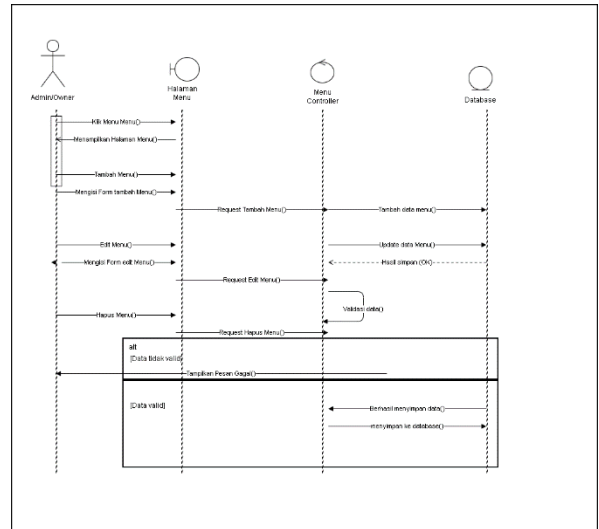 Admin/Owner
Halaman
Menu
Menu
Controller
Database
Klik Menu Menu()
Menampilkan Halaman Menu()
Tambah Menu()
Mengisi Form tambah Menu()
Request Tambah Menu()
Tambah data menu()
Edit Menu()
Update data Menu()
Mengisi Form edit Menu()
Hasil simpan (OK)
Request Edit Menu()
Validasi data()
Hapus Menu()
Request Hapus Menu()
alt
[Data tidak valid]
Tampilkan Pesan Gagal()
[Data valid]
Berhasil menyimpan data()
menyimpan ke database()